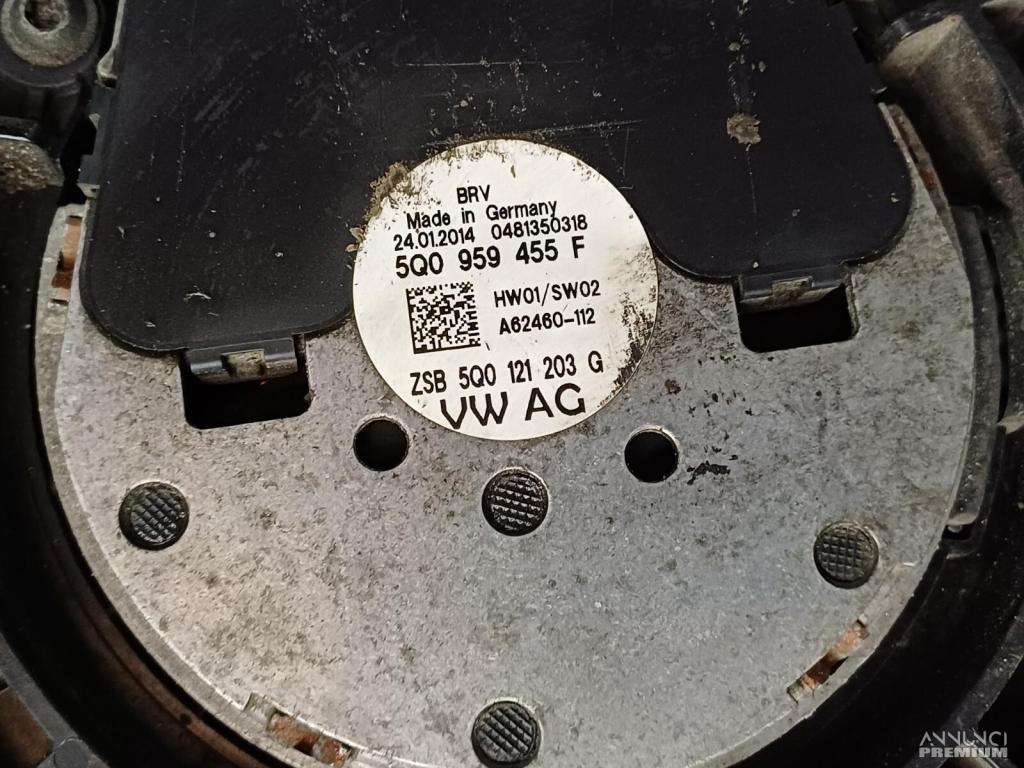 BRV
Made in Germany
24.01.2014 0481350318
5Q0 959 455 F
HW01/SW02
A62460-112
ZSB 5Q0 121 203 G
VW AG
ANNUNCI
PREMIUM